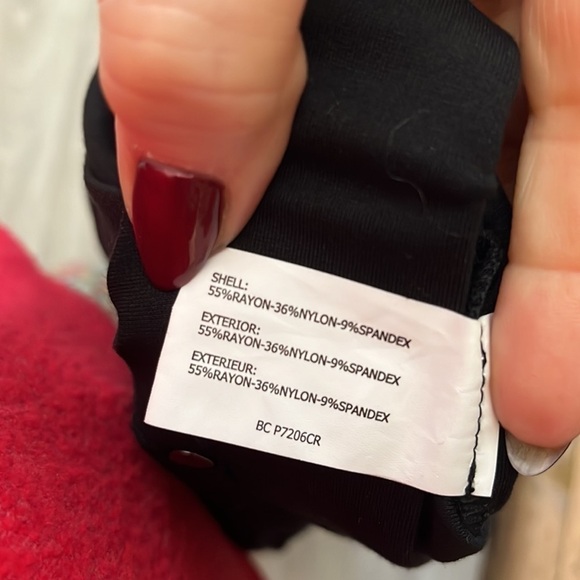 SHELL:
55%RAYON-36%NYLON-9%SPANDEX
EXTERIOR:
55%RAYON-36%NYLON-9%SPANDEX
EXTERIEUR:
55%RAYON-36%NYLON-9%SPANDEX
BC P7206CR